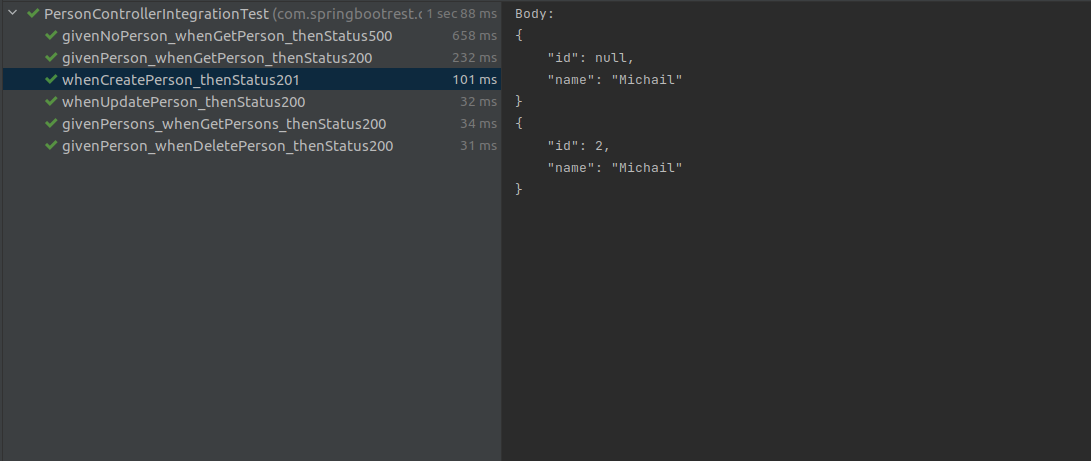 PersonControllerIntegrationTest (com.springbootrest.c 1 sec 88 ms
givenNoPerson_whenGetPerson_thenStatus500 658 ms
givenPerson_whenGetPerson_thenStatus200 232 ms
whenCreatePerson_thenStatus201 101 ms
whenUpdatePerson_thenStatus200 32 ms
givenPersons_whenGetPersons_thenStatus200 34 ms
givenPerson_whenDeletePerson_thenStatus200 31 ms
Body:
{
    "id": null,
    "name": "Michail"
}
{
    "id": 2,
    "name": "Michail"
}